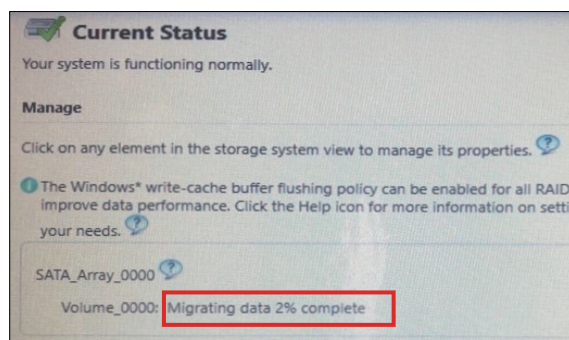 Current Status
Your system is functioning normally.
Manage
Click on any element in the storage system view to manage its properties.
The Windows* write-cache buffer flushing policy can be enabled for all RAID
improve data performance. Click the Help icon for more information on setti
your needs.
SATA_Array_0000
Volume_0000: Migrating data 2% complete